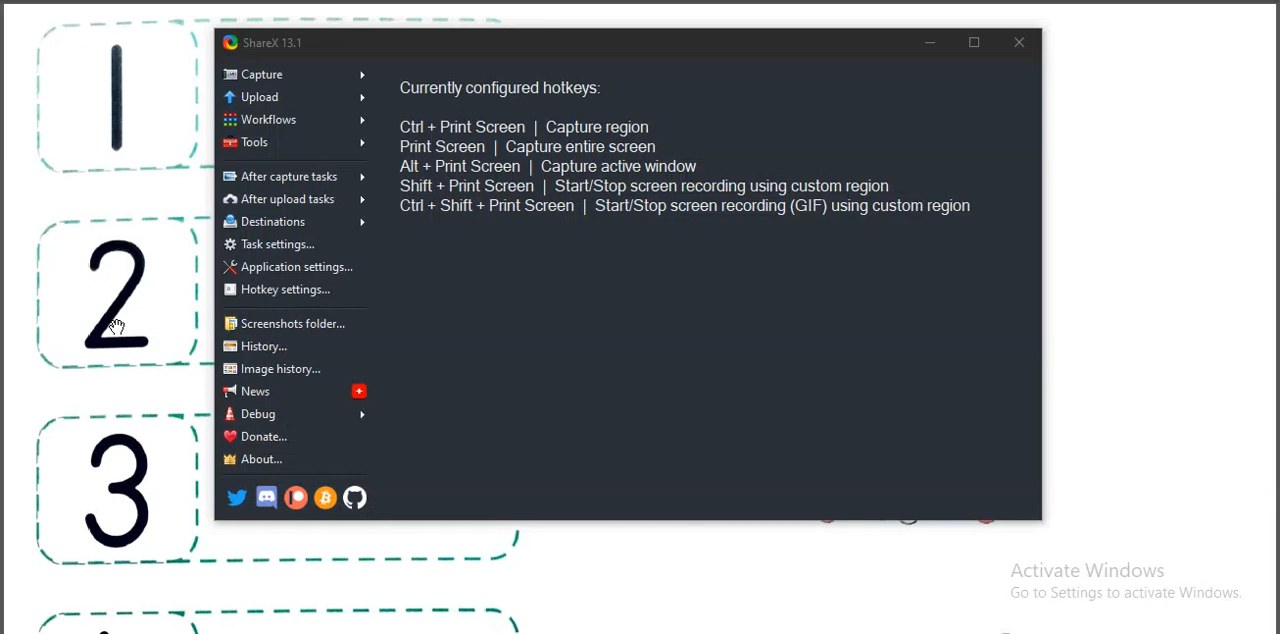 1
2
3
ShareX 13.1
Capture
Upload
Workflows
Tools
After capture tasks
After upload tasks
Destinations
Task settings...
Application settings...
Hotkey settings...
Screenshots folder...
History...
Image history...
News
Debug
Donate...
About...
Currently configured hotkeys:
Ctrl + Print Screen | Capture region
Print Screen | Capture entire screen
Alt + Print Screen | Capture active window
Shift + Print Screen | Start/Stop screen recording using custom region
Ctrl + Shift + Print Screen | Start/Stop screen recording (GIF) using custom region
Activate Windows
Go to Settings to activate Windows.